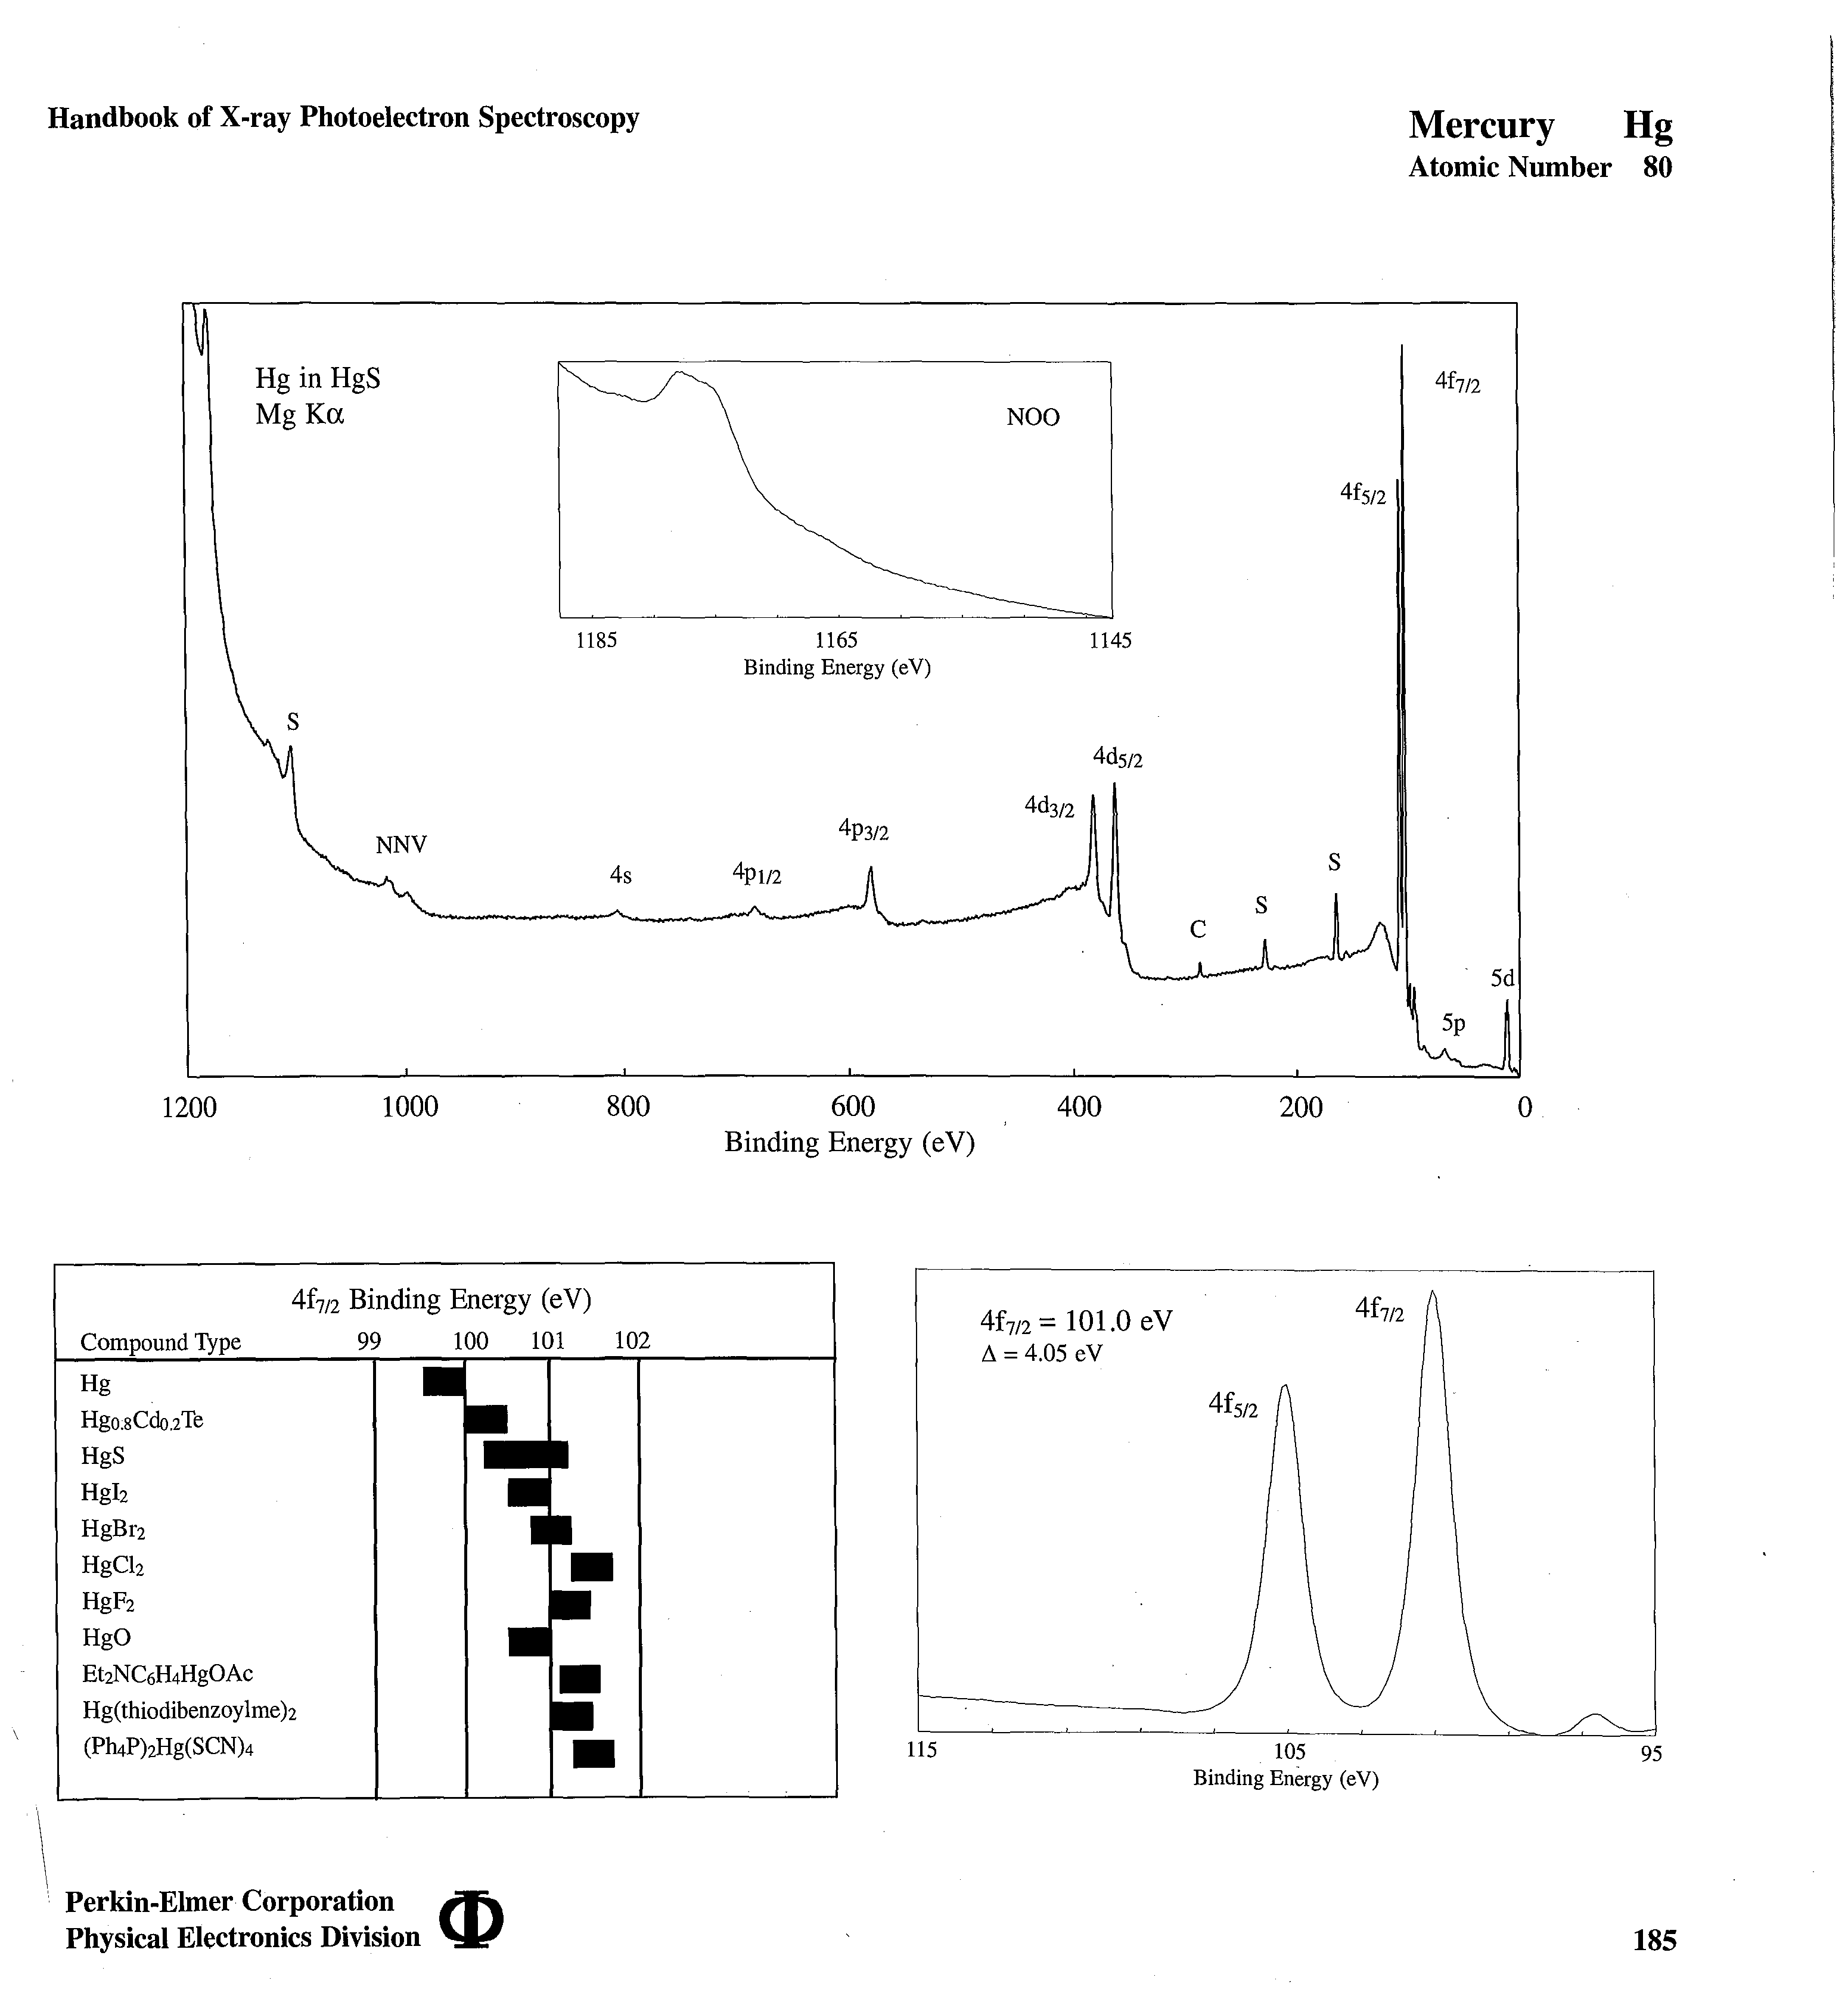 Handbook of X-ray Photoelectron Spectroscopy
Mercury Hg
Atomic Number 80
Hg in HgS
Mg Kα
NOO
1185 1165 1145
Binding Energy (eV)
4f7/2
4f5/2
S
NNV
4s
4p1/2
4p3/2
4d3/2
4d5/2
C
S
S
5p
5d
1200 1000 800 600 400 200 0
Binding Energy (eV)
4f7/2 Binding Energy (eV)
Compound Type 99 100 101 102
Hg
Hg0.8Cd0.2Te
HgS
HgI2
HgBr2
HgCl2
HgF2
HgO
Et2NC6H4HgOAc
Hg(thiodibenzoylme)2
(Ph4P)2Hg(SCN)4
4f7/2 = 101.0 eV
Δ = 4.05 eV
4f7/2
4f5/2
115 105 95
Binding Energy (eV)
Perkin-Elmer Corporation
Physical Electronics Division
185